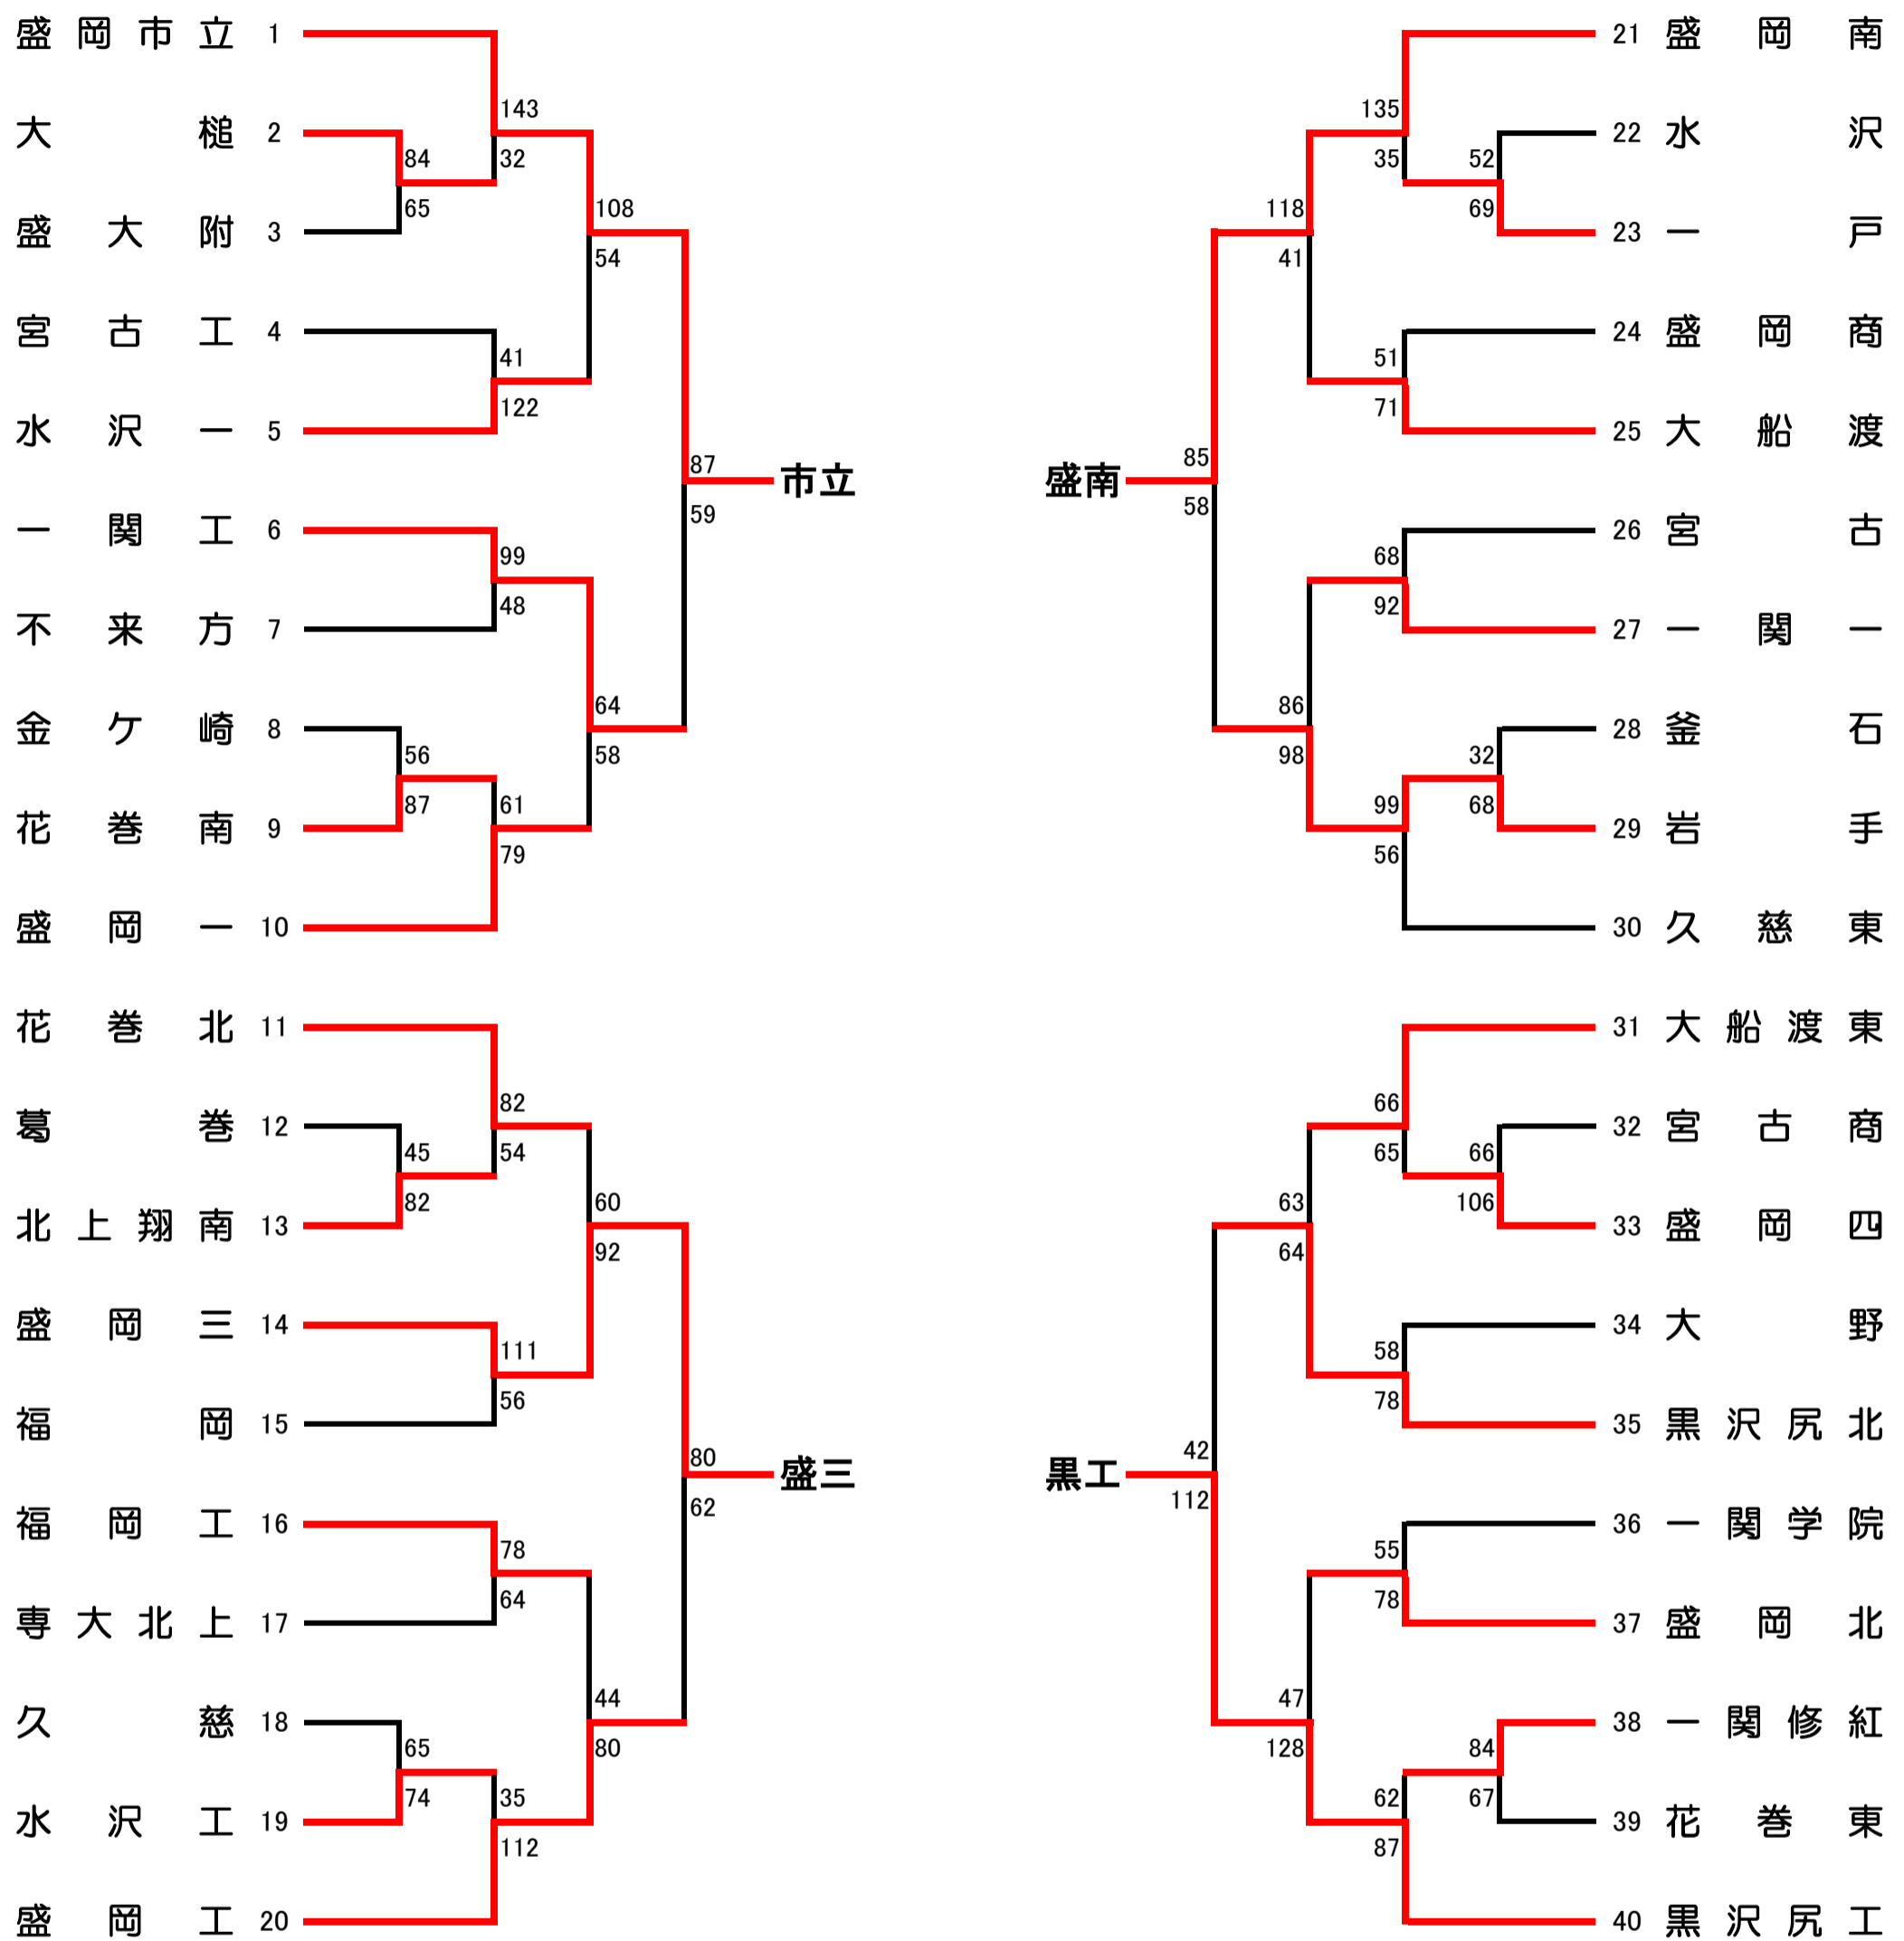 盛岡市立 1
143
大槌 2
84
32
65
盛大附 3
108
54
宮古工 4
41
122
水沢一 5
87
市立
59
一関工 6
99
48
不来方 7
64
58
金ケ崎 8
56
87
花巻南 9
61
79
盛岡一 10
花巻北 11
82
54
葛巻 12
45
82
北上翔南 13
60
92
盛岡三 14
111
56
福岡 15
80
盛三
62
福岡工 16
78
64
専大北上 17
44
80
久慈 18
65
74
水沢工 19
35
112
盛岡工 20
21 盛岡南
135
35
22 水沢
52
69
23 一戸
118
41
24 盛岡商
51
71
25 大船渡
85
盛南
58
26 宮古
68
92
27 一関一
86
98
28 釜石
32
68
29 岩手
99
56
30 久慈東
31 大船渡東
66
65
32 宮古商
66
106
33 盛岡四
63
64
34 大野
58
78
35 黒沢尻北
42
黒工
112
36 一関学院
55
78
37 盛岡北
47
128
38 一関修紅
84
67
39 花巻東
62
87
40 黒沢尻工